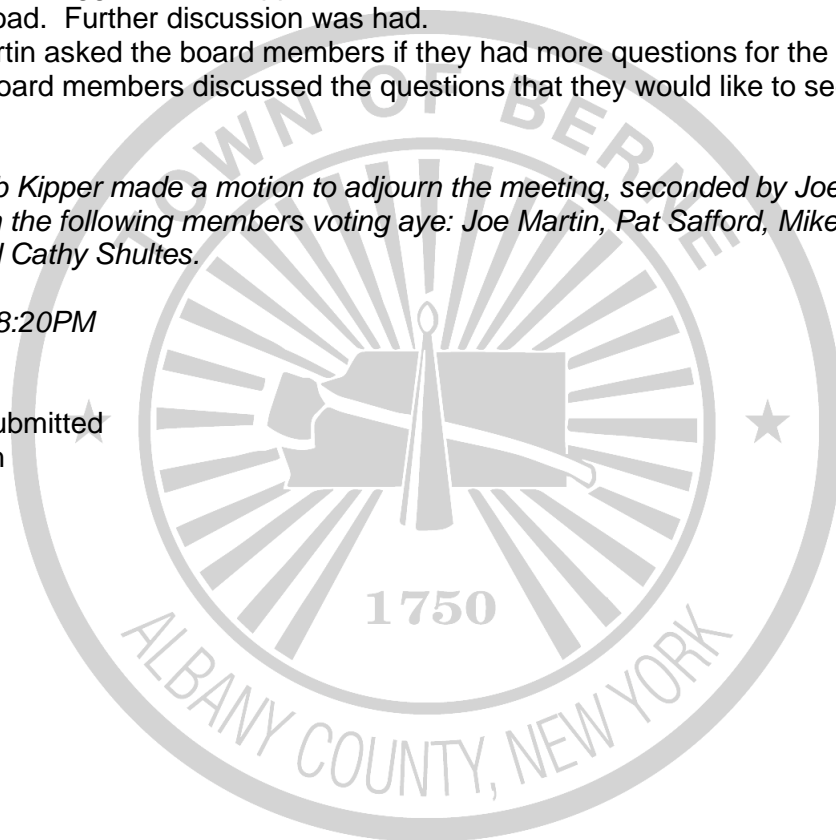 oad. Further discussion was had.
rtin asked the board members if they had more questions for the
oard members discussed the questions that they would like to se
Kipper made a motion to adjourn the meeting, seconded by Joe
the following members voting aye: Joe Martin, Pat Safford, Mike
Cathy Shultes.
8:20PM
ubmitted
TOWN OF BERNE
1750
ALBANY COUNTY, NEW YORK